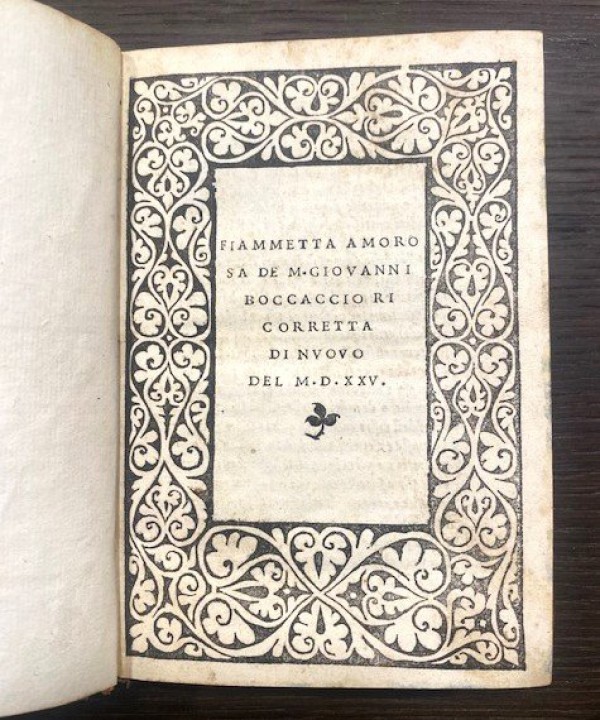 FIAMMETTA AMORO
SA DE M•GIOVANNI
BOCCACCIO RI
CORRETTA
DI NVOVO
DEL M•D•XXV.